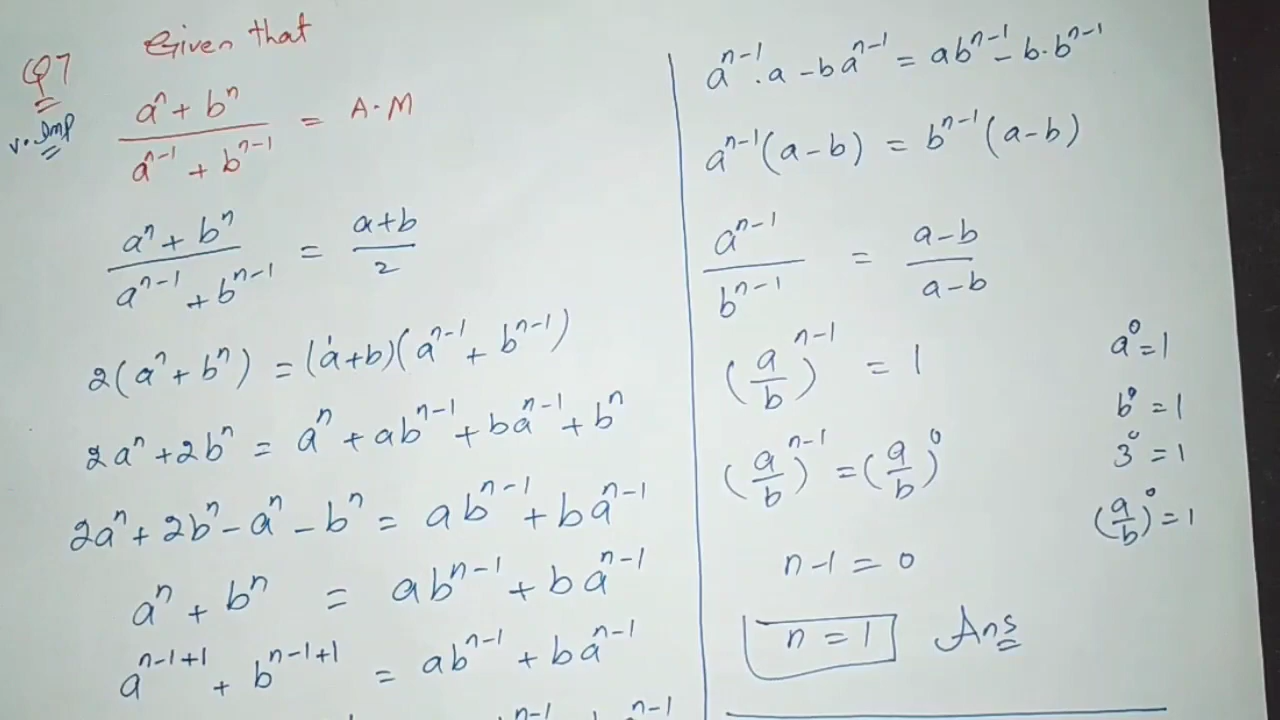 Given that
Q7
v. Imp
aⁿ + bⁿ / aⁿ⁻¹ + bⁿ⁻¹ = A.M
aⁿ + bⁿ / aⁿ⁻¹ + bⁿ⁻¹ = a+b / 2
2(aⁿ + bⁿ) = (a+b)(aⁿ⁻¹ + bⁿ⁻¹)
2aⁿ + 2bⁿ = aⁿ + abⁿ⁻¹ + baⁿ⁻¹ + bⁿ
2aⁿ + 2bⁿ - aⁿ - bⁿ = abⁿ⁻¹ + baⁿ⁻¹
aⁿ + bⁿ = abⁿ⁻¹ + baⁿ⁻¹
aⁿ⁻¹⁺¹ + bⁿ⁻¹⁺¹ = abⁿ⁻¹ + baⁿ⁻¹
aⁿ⁻¹.a - baⁿ⁻¹ = abⁿ⁻¹ - b.bⁿ⁻¹
aⁿ⁻¹(a-b) = bⁿ⁻¹(a-b)
aⁿ⁻¹ / bⁿ⁻¹ = a-b / a-b
(a/b)ⁿ⁻¹ = 1
(a/b)ⁿ⁻¹ = (a/b)⁰
n-1 = 0
n = 1 Ans
a⁰ = 1
b⁰ = 1
3⁰ = 1
(a/b)⁰ = 1